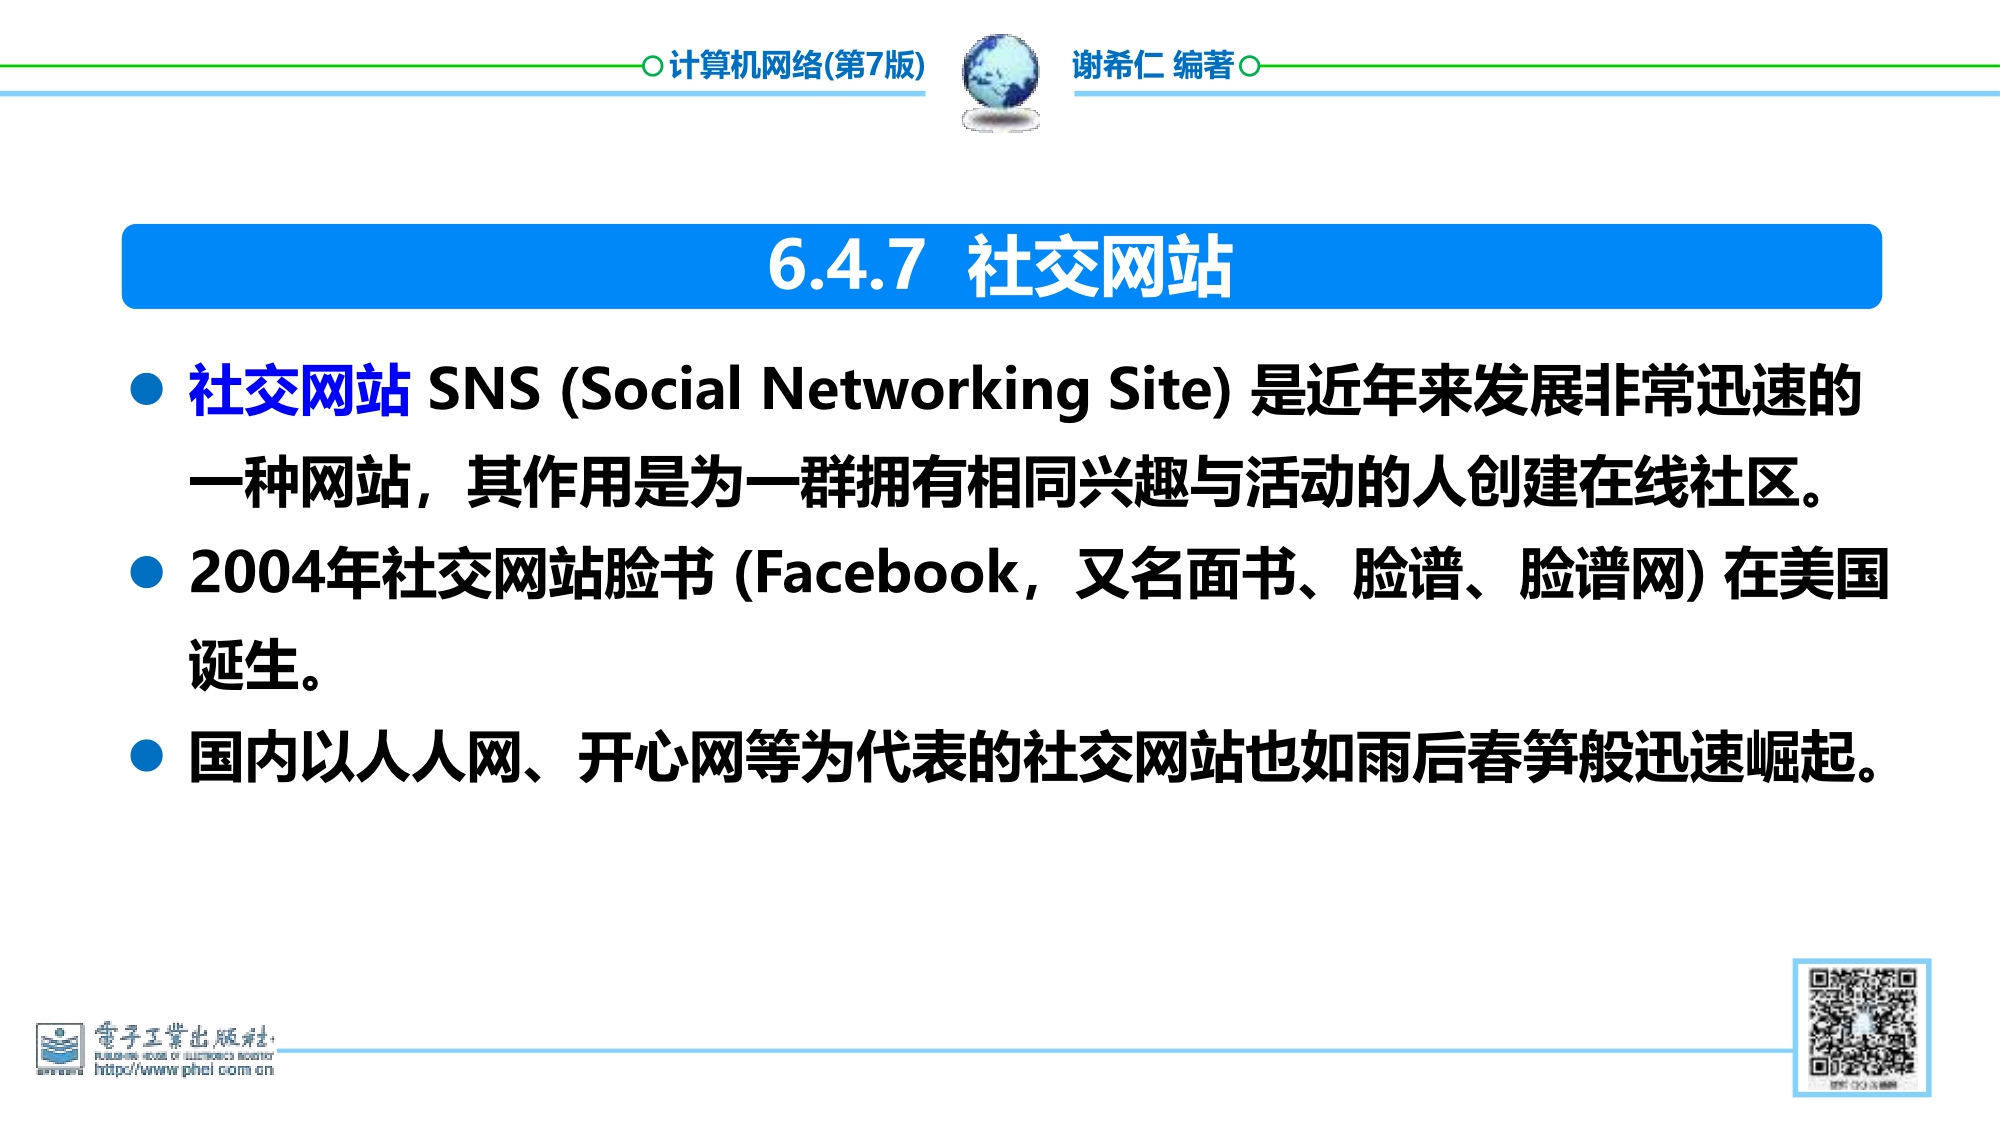 计算机网络(第7版)
谢希仁 编著
6.4.7 社交网站
社交网站 SNS (Social Networking Site) 是近年来发展非常迅速的
一种网站，其作用是为一群拥有相同兴趣与活动的人创建在线社区。
2004年社交网站脸书 (Facebook，又名面书、脸谱、脸谱网) 在美国
诞生。
国内以人人网、开心网等为代表的社交网站也如雨后春笋般迅速崛起。
電子工業出版社
PUBLISHING HOUSE OF ELECTRONICS INDUSTRY
http://www.phei.com.cn